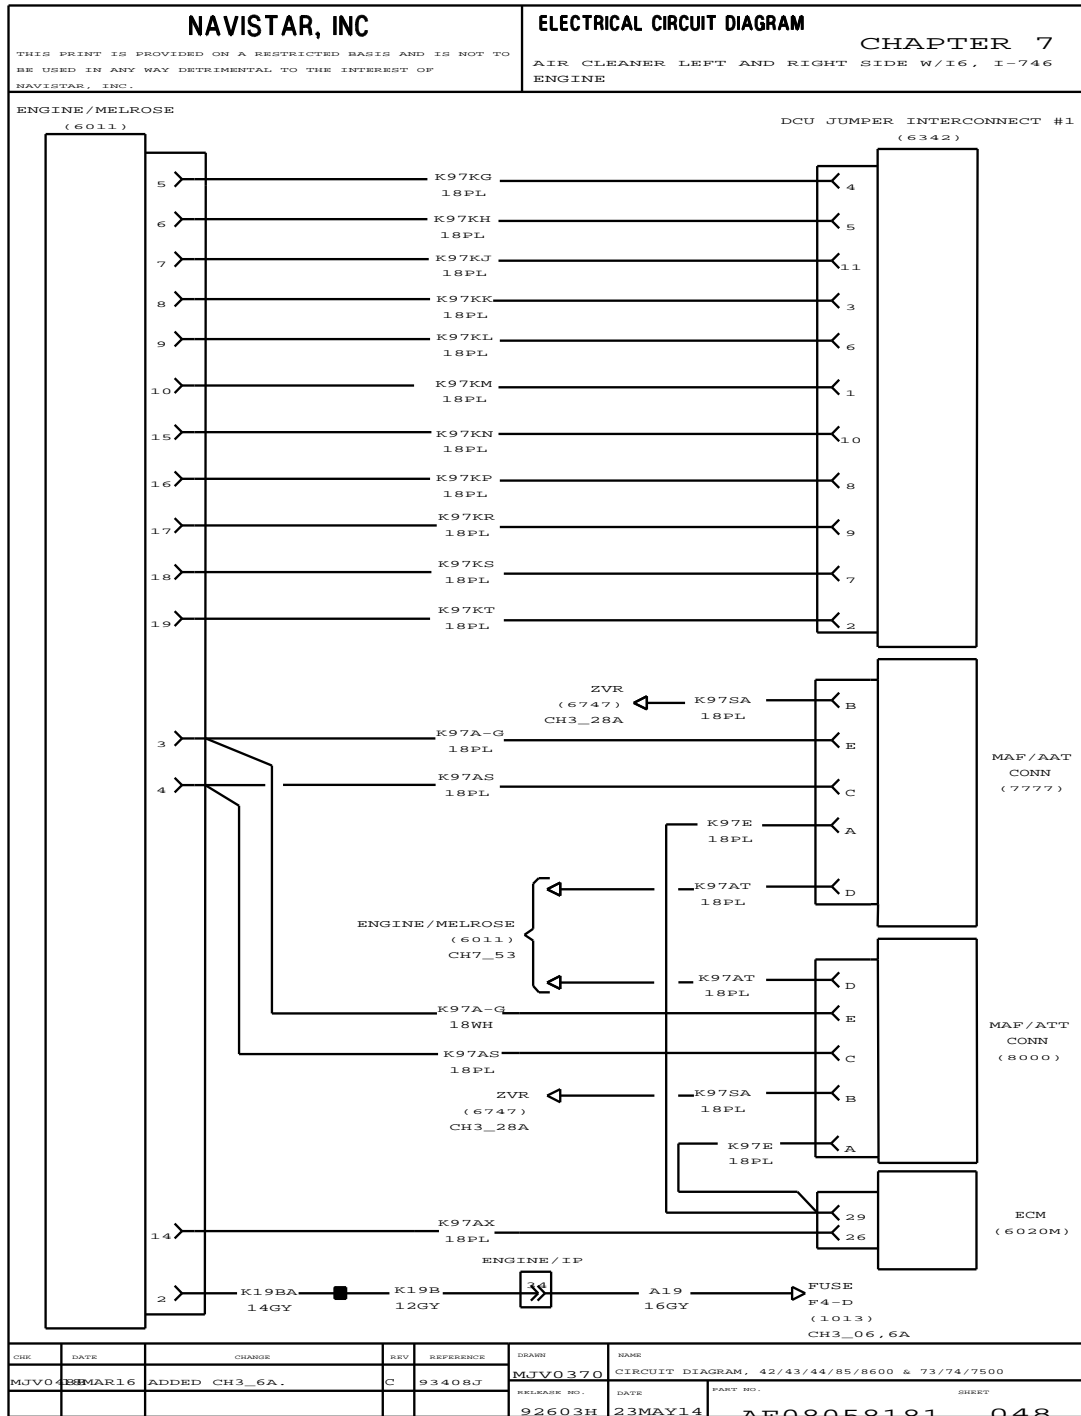 NAVISTAR, INC
THIS PRINT IS PROVIDED ON A RESTRICTED BASIS AND IS NOT TO
BE USED IN ANY WAY DETRIMENTAL TO THE INTEREST OF
NAVISTAR, INC.
ELECTRICAL CIRCUIT DIAGRAM
CHAPTER 7
AIR CLEANER LEFT AND RIGHT SIDE W/I6, I-746
ENGINE
ENGINE/MELROSE
(6011)
DCU JUMPER INTERCONNECT #1
(6342)
5 K97KG 4
18PL
6 K97KH 5
18PL
7 K97KJ 11
18PL
8 K97KK 3
18PL
9 K97KL 6
18PL
10 K97KM 1
18PL
15 K97KN 10
18PL
16 K97KP 8
18PL
17 K97KR 9
18PL
18 K97KS 7
18PL
19 K97KT 2
18PL
ZVR
(6747)
CH3_28A
K97SA B
18PL
3 K97A-G E
18PL
MAF/AAT
CONN
(7777)
4 K97AS C
18PL
K97E A
18PL
K97AT D
18PL
ENGINE/MELROSE
(6011)
CH7_53
K97AT D
18PL
K97A-G E
18WH
MAF/ATT
CONN
(8000)
K97AS C
18PL
ZVR
(6747)
CH3_28A
K97SA B
18PL
K97E A
18PL
29
ECM
(6020M)
14 K97AX 26
18PL
ENGINE/IP
2 K19BA K19B 34 A19 FUSE
14GY 12GY 16GY F4-D
(1013)
CH3_06,6A
CHK DATE CHANGE REV REFERENCE DRAWN NAME
18MAR16 ADDED CH3_6A. C 93408J MJV0370 CIRCUIT DIAGRAM, 42/43/44/85/8600 & 73/74/7500
RELEASE NO. DATE PART NO. SHEET
92603H 23MAY14 AE08058181 048